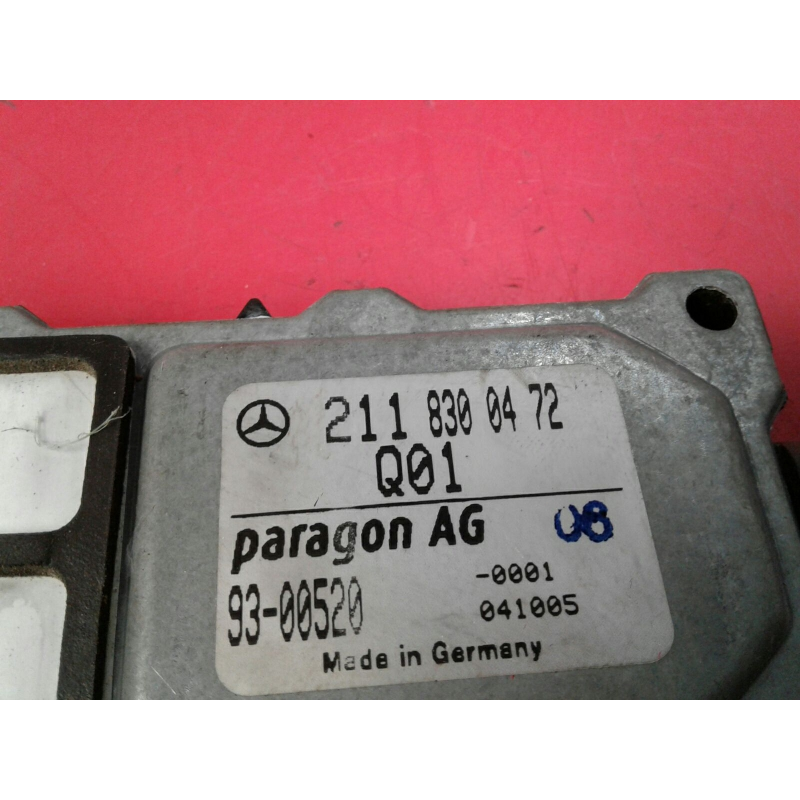 211 830 04 72
Q01
paragon AG 08
93-00520 -0001
041005
Made in Germany